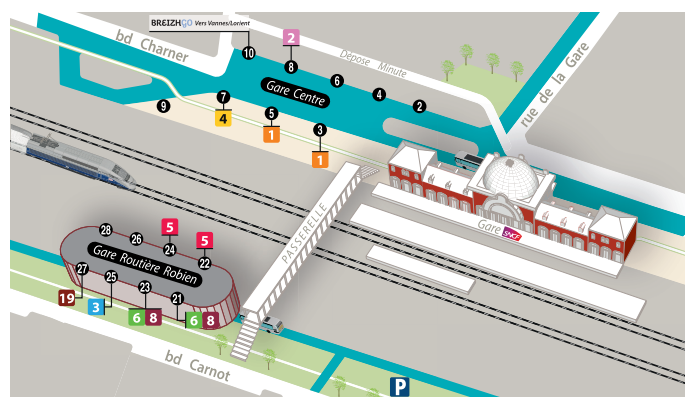 BREIZHGO Vers Vannes/Lorient
bd Charner
2
10
8
Dépose Minute
6
4
2
rue de la Gare
Gare Centre
7
4
9
5
1
3
1
PASSERELLE
Gare SNCF
5
5
28
26
24
22
Gare Routière Robien
27
25
23
21
19
3
6 8
6 8
bd Carnot
P